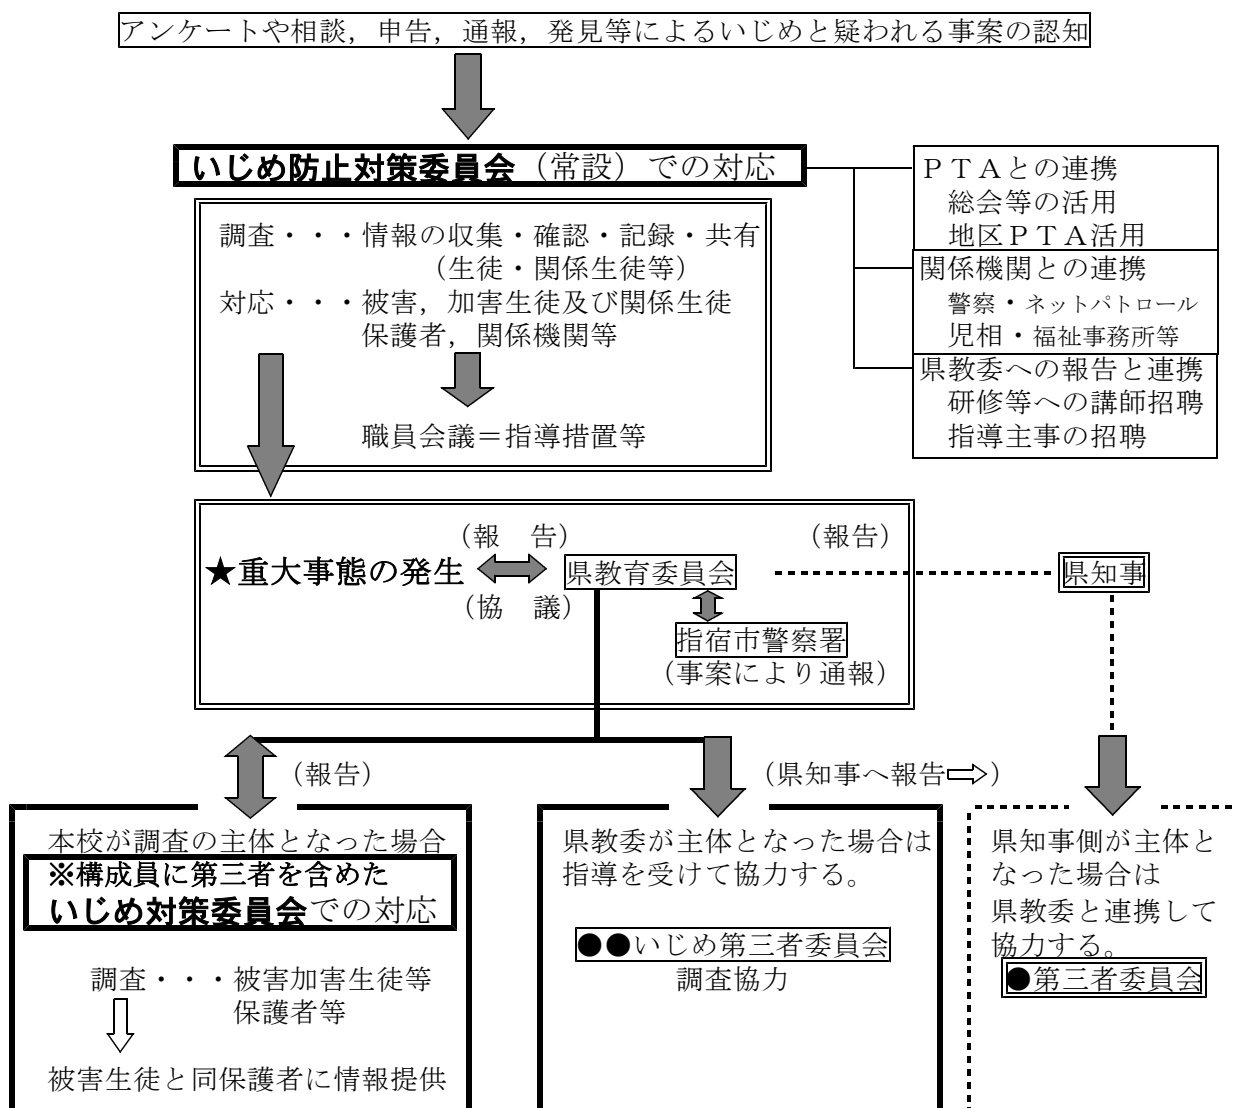 アンケートや相談，申告，通報，発見等によるいじめと疑われる事案の認知
いじめ防止対策委員会（常設）での対応
ＰＴＡとの連携
総会等の活用
地区ＰＴＡ活用
関係機関との連携
警察・ネットパトロール
児相・福祉事務所等
県教委への報告と連携
研修等への講師招聘
指導主事の招聘
調査・・・情報の収集・確認・記録・共有
（生徒・関係生徒等）
対応・・・被害，加害生徒及び関係生徒
保護者，関係機関等
職員会議＝指導措置等
（報　告）
（報告）
★重大事態の発生
県教育委員会
県知事
（協　議）
指宿市警察署
（事案により通報）
（報告）
（県知事へ報告⇨）
本校が調査の主体となった場合
※構成員に第三者を含めた
いじめ対策委員会での対応
調査・・・被害加害生徒等
保護者等
被害生徒と同保護者に情報提供
県教委が主体となった場合は
指導を受けて協力する。
●●いじめ第三者委員会
調査協力
県知事側が主体と
なった場合は
県教委と連携して
協力する。
●第三者委員会